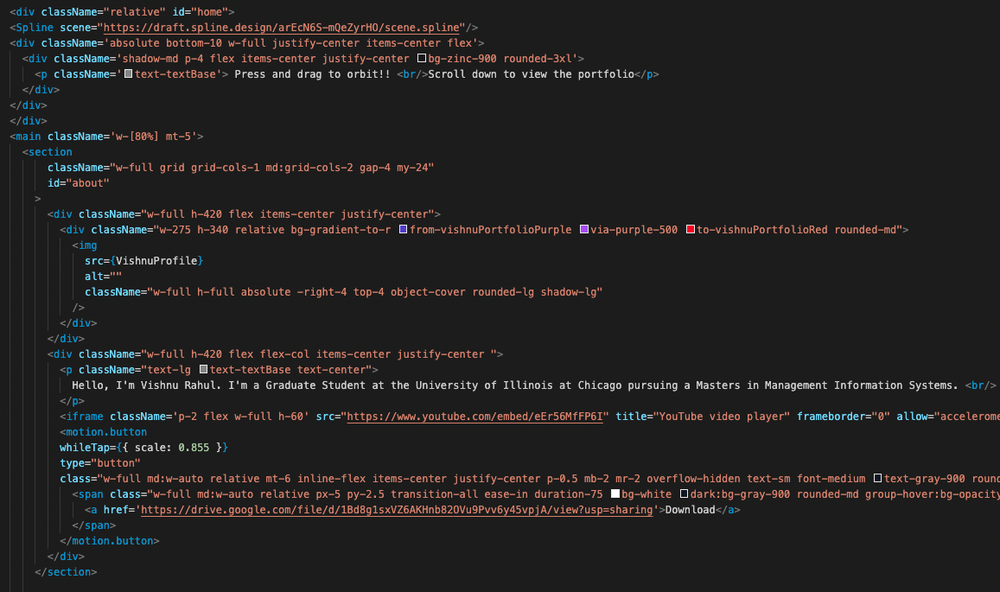 <div className="relative" id="home">
<Spline scene="https://draft.spline.design/arEcN6S-mQeZyrHO/scene.spline"/>
<div className='absolute bottom-10 w-full justify-center items-center flex'>
<div className='shadow-md p-4 flex items-center justify-center bg-zinc-900 rounded-3xl'>
<p className='text-textBase'> Press and drag to orbit!! <br/>Scroll down to view the portfolio</p>
</div>
</div>
</div>
<main className='w-[80%] mt-5'>
<section
className="w-full grid grid-cols-1 md:grid-cols-2 gap-4 my-24"
id="about"
>
<div className="w-full h-420 flex items-center justify-center">
<div className="w-275 h-340 relative bg-gradient-to-r from-vishnuPortfolioPurple via-purple-500 to-vishnuPortfolioRed rounded-md">
<img
src={VishnuProfile}
alt=""
className="w-full h-full absolute -right-4 top-4 object-cover rounded-lg shadow-lg"
/>
</div>
</div>
<div className="w-full h-420 flex flex-col items-center justify-center ">
<p className="text-lg text-textBase text-center">
Hello, I'm Vishnu Rahul. I'm a Graduate Student at the University of Illinois at Chicago pursuing a Masters in Management Information Systems. <br/>
</p>
<iframe className='p-2 flex w-full h-60' src="https://www.youtube.com/embed/eEr56MfFP6I" title="YouTube video player" frameborder="0" allow="accelerome
<motion.button
whileTap={{ scale: 0.855 }}
type="button"
class="w-full md:w-auto relative mt-6 inline-flex items-center justify-center p-0.5 mb-2 mr-2 overflow-hidden text-sm font-medium text-gray-900 roun
<span class="w-full md:w-auto relative px-5 py-2.5 transition-all ease-in duration-75 bg-white dark:bg-gray-900 rounded-md group-hover:bg-opacity
<a href='https://drive.google.com/file/d/1Bd8g1sxVZ6AKHnb82OVu9Pvv6y45vpjA/view?usp=sharing'>Download</a>
</span>
</motion.button>
</div>
</section>